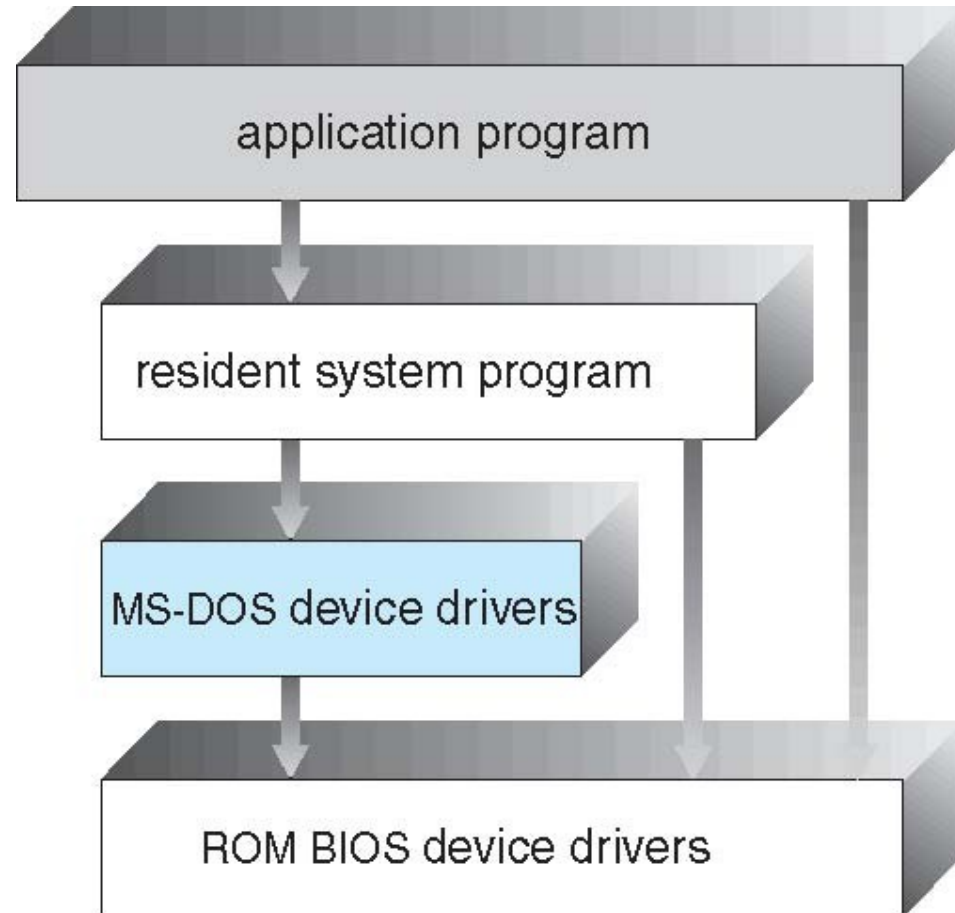 application program
resident system program
MS-DOS device drivers
ROM BIOS device drivers